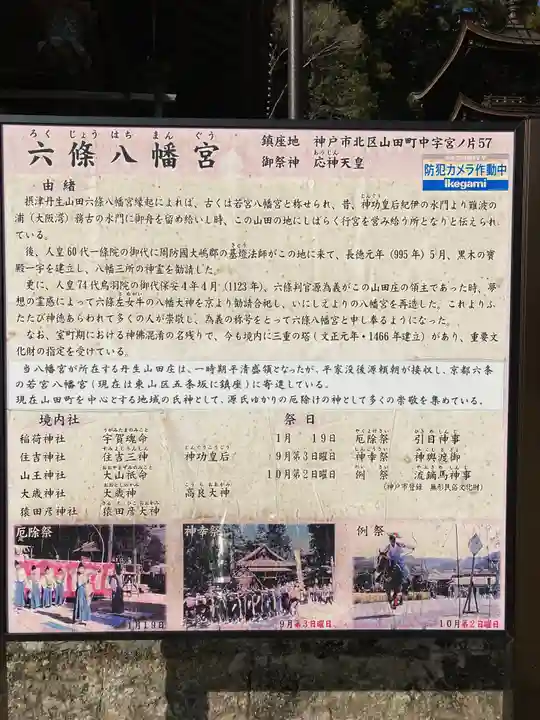 ろく じょう はち まん ぐう
六條八幡宮
鎮座地 神戸市北区山田町中字宮ノ片57
おうじん
御祭神 応神天皇
防犯カメラ作動中
ikegami
由緒
摂津丹生山田六條八幡宮縁起によれば、古くは若宮八幡宮と称せられ、昔、神功皇后紀伊の水門より難波の
浦(大阪湾)務古の水門に御舟を留め給いし時、この山田の地にしばらく行宮を営み給う所となりと伝えられ
ている。
後、人皇60代一條院の御代に周防國大嶋郡の基燈法師がこの地に来て、長徳元年(995年)5月、黒木の寶
殿一宇を建立し、八幡三所の神霊を勧請した。
更に、人皇74代鳥羽院の御代保安4年4月(1123年)、六條判官源為義がこの山田庄の領主であった時、夢
想の霊感によって六條左女牛の八幡大神を京より勧請合祀し、いにしえよりの八幡宮を再造した。これよりふ
たたび神徳あらわれて多くの人が崇敬し、為義の称号をとって六條八幡宮と申し奉るようになった。
なお、室町期における神佛混淆の名残りで、今も境内に三重の塔(文正元年・1466年建立)があり、重要文
化財の指定を受けている。
当八幡宮が所在する丹生山田庄は、一時期平清盛領となったが、平家没後源頼朝が接収し、京都六条
の若宮八幡宮(現在は東山区五条坂に鎮座)に寄進している。
現在山田町を中心とする地域の氏神として、源氏ゆかりの厄除けの神として多くの崇敬を集めている。
境内社 祭日
稲荷神社 宇賀魂命 1月 19日 厄除祭 引目神事
住吉神社 住吉三神 神功皇后 9月第3日曜日 神幸祭 神輿渡御
山王神社 大山祇命 10月第2日曜日 例祭 流鏑馬神事
大歳神社 大歳神 高良大神 (神戸市登録 無形民俗文化財)
猿田彦神社 猿田彦大神
厄除祭 神幸祭 例祭
1月19日 9月第3日曜日 10月第2日曜日